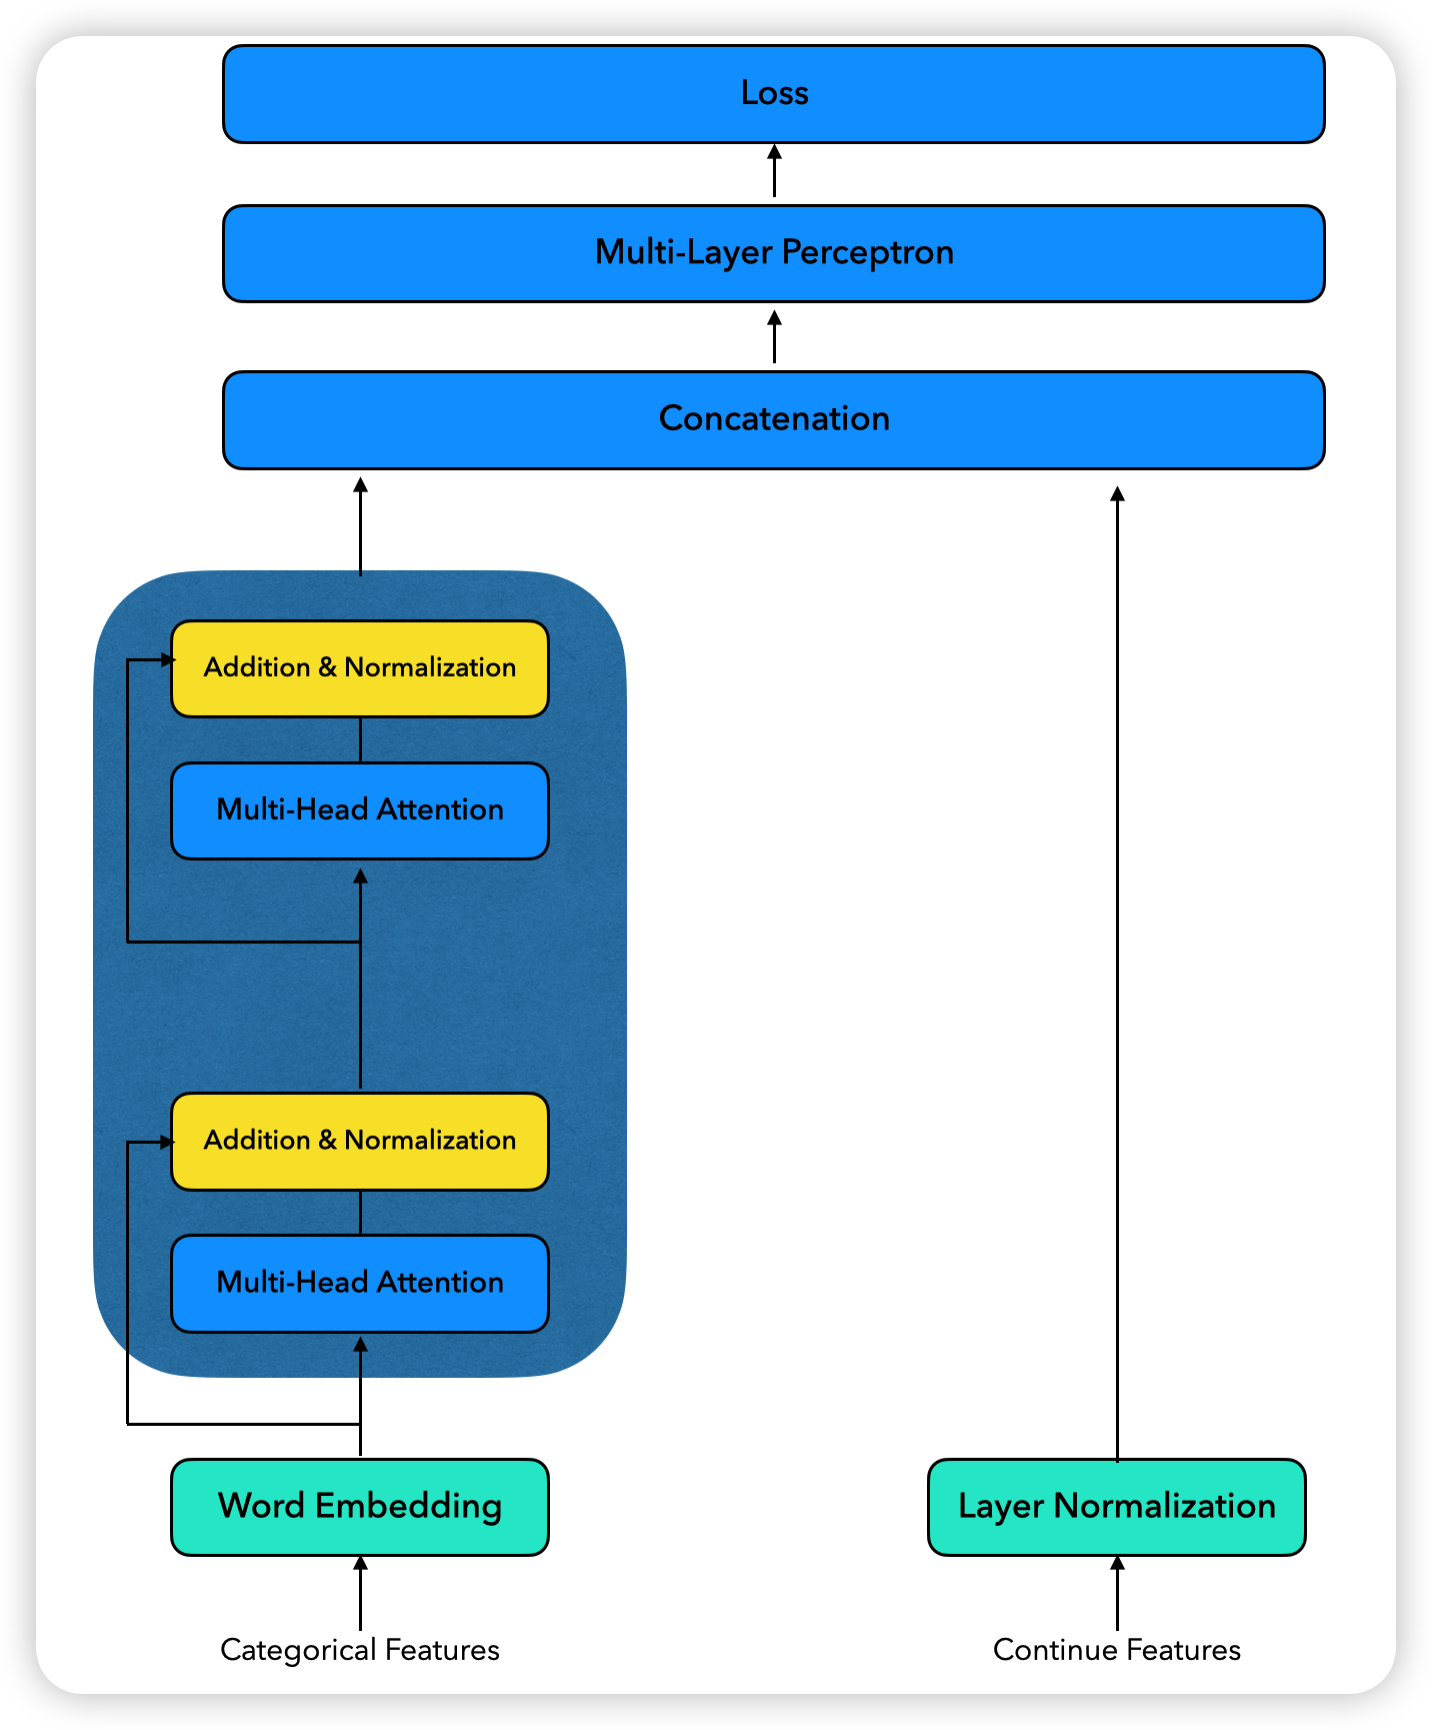 Loss
Multi-Layer Perceptron
Concatenation
Addition & Normalization
Multi-Head Attention
Addition & Normalization
Multi-Head Attention
Word Embedding
Layer Normalization
Categorical Features
Continue Features